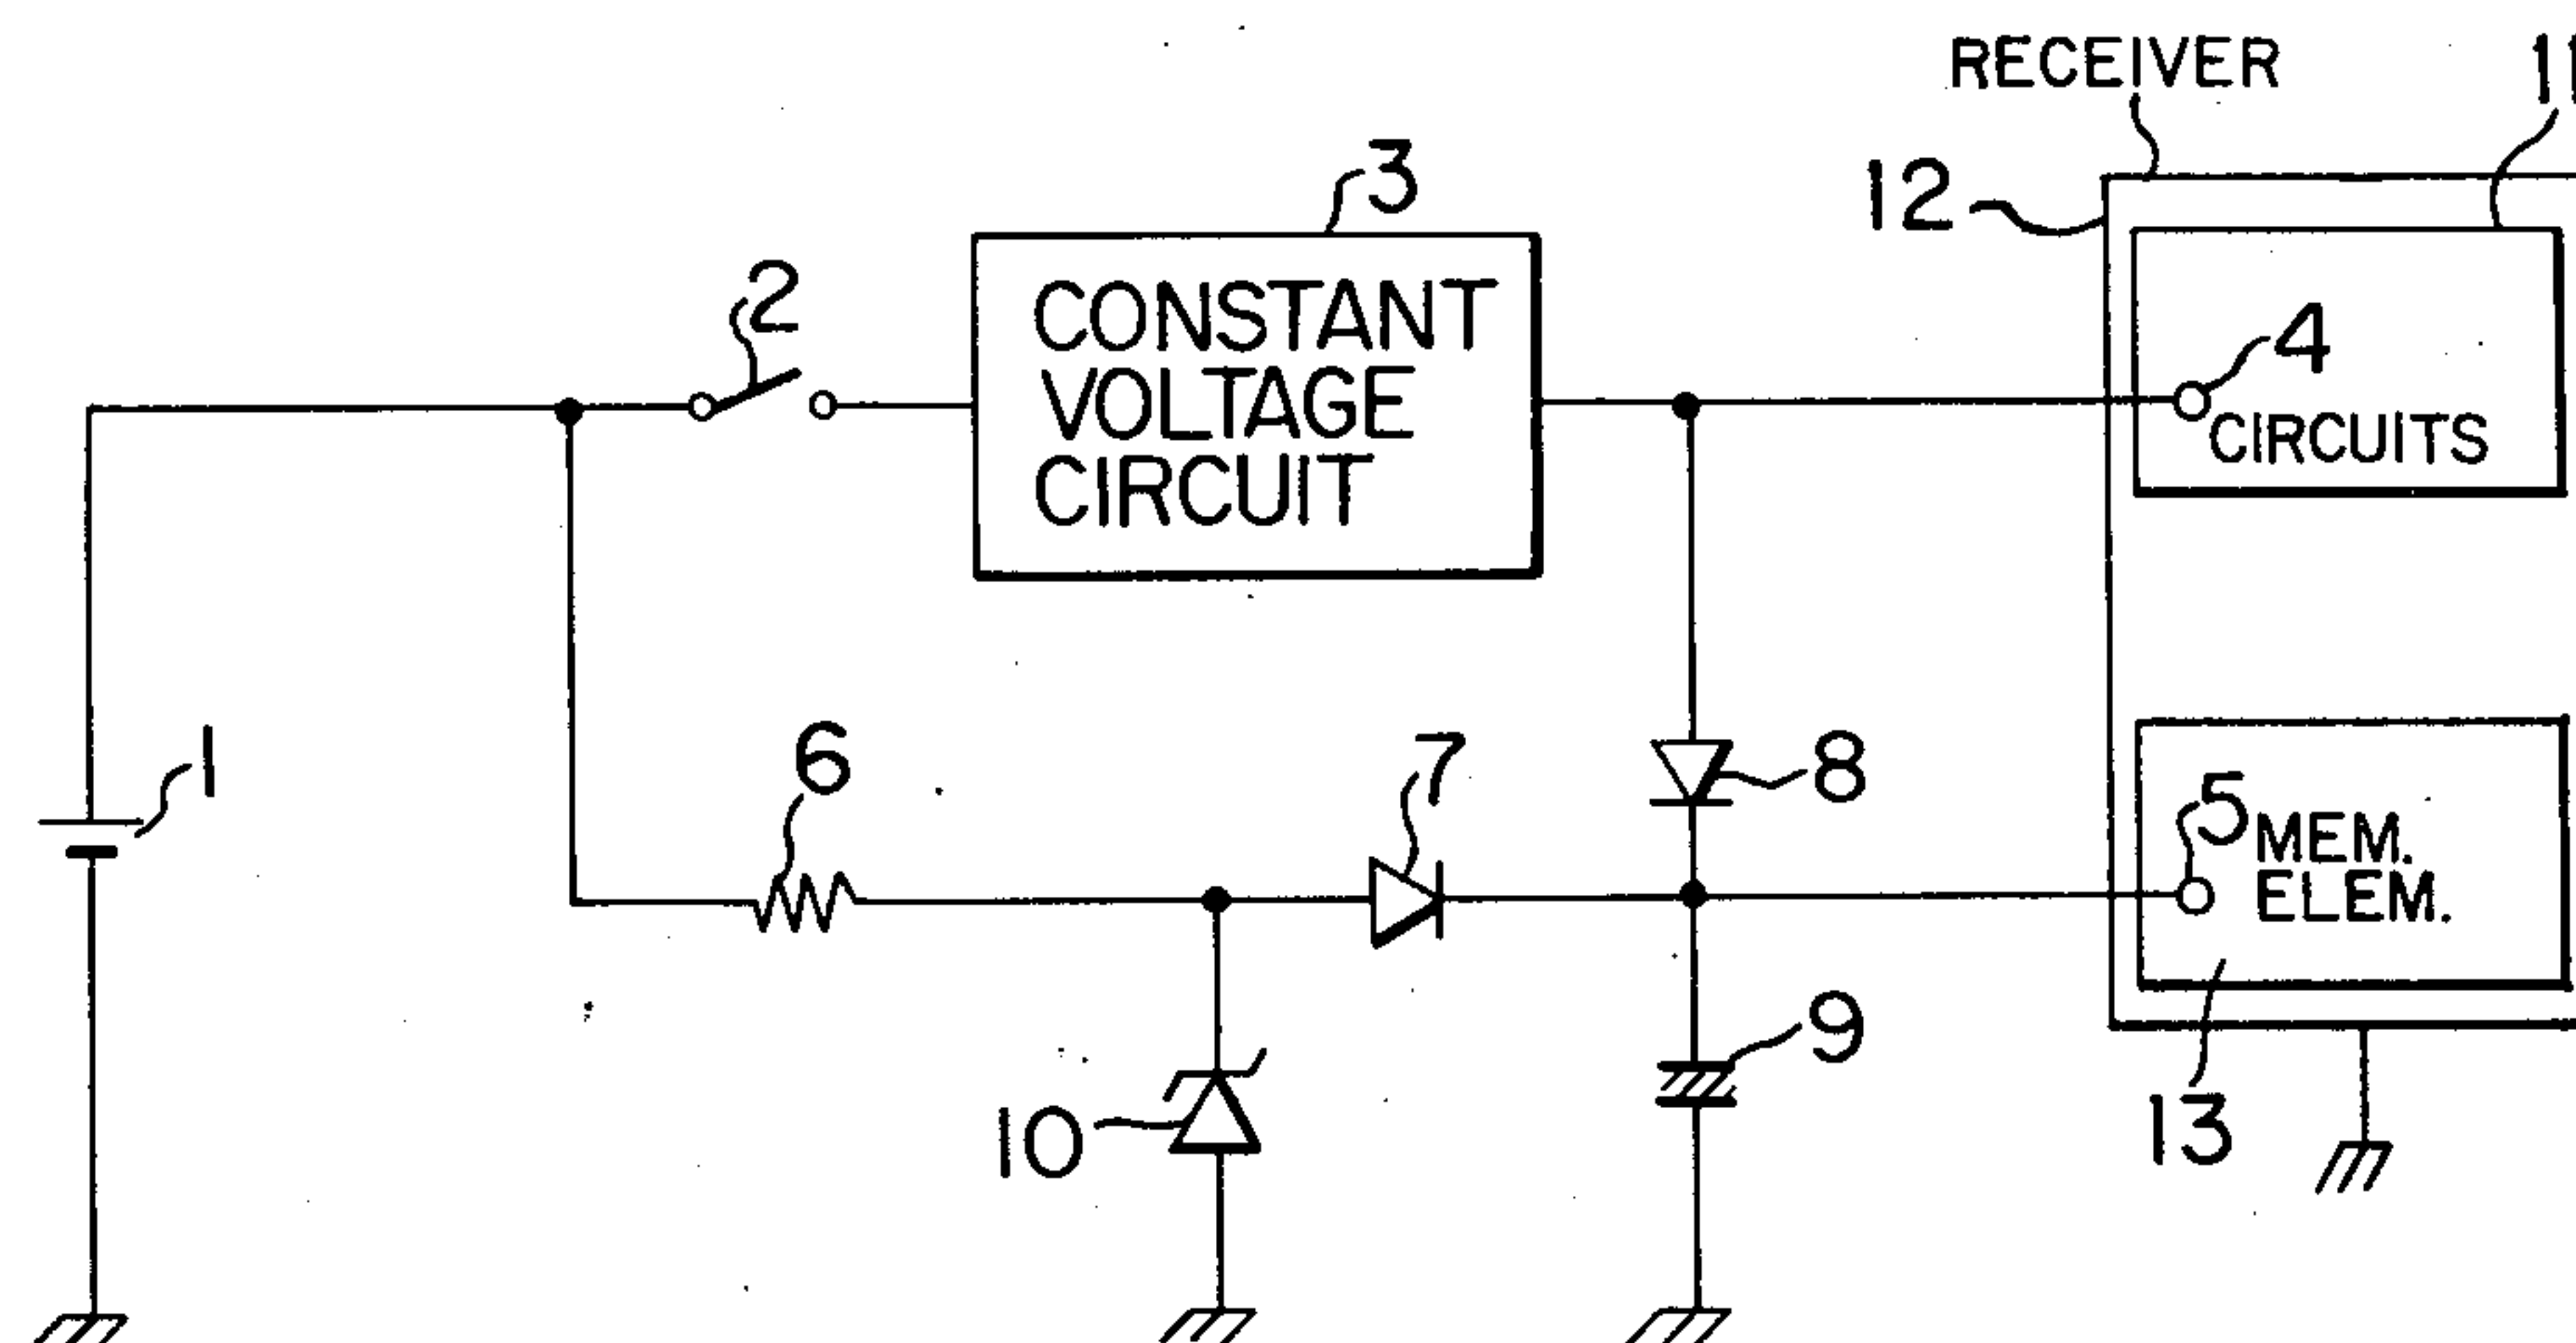 RECEIVER
11
3
12
2
CONSTANT
VOLTAGE
CIRCUIT
4
CIRCUITS
1
6
7
8
5
MEM.
ELEM.
9
10
13